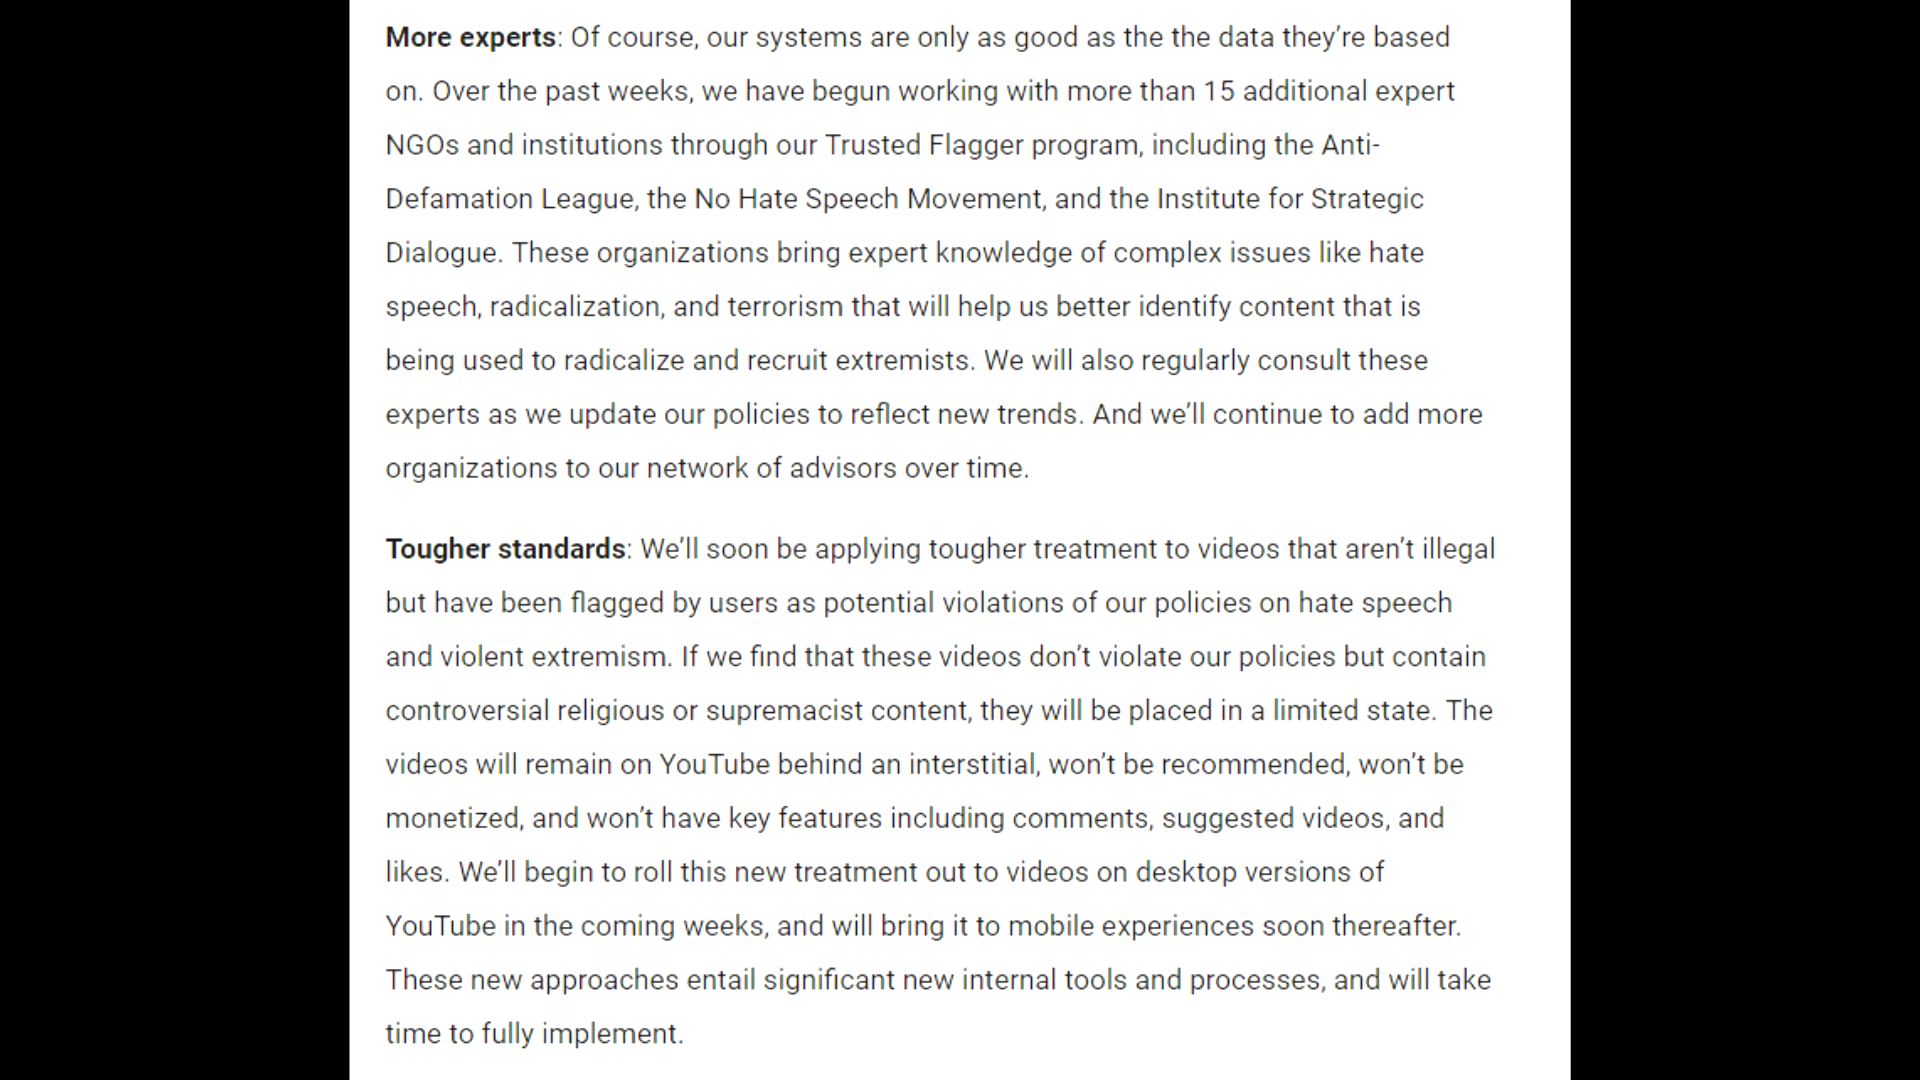 More experts: Of course, our systems are only as good as the the data they’re based
on. Over the past weeks, we have begun working with more than 15 additional expert
NGOs and institutions through our Trusted Flagger program, including the Anti-
Defamation League, the No Hate Speech Movement, and the Institute for Strategic
Dialogue. These organizations bring expert knowledge of complex issues like hate
speech, radicalization, and terrorism that will help us better identify content that is
being used to radicalize and recruit extremists. We will also regularly consult these
experts as we update our policies to reflect new trends. And we’ll continue to add more
organizations to our network of advisors over time.
Tougher standards: We’ll soon be applying tougher treatment to videos that aren’t illegal
but have been flagged by users as potential violations of our policies on hate speech
and violent extremism. If we find that these videos don’t violate our policies but contain
controversial religious or supremacist content, they will be placed in a limited state. The
videos will remain on YouTube behind an interstitial, won’t be recommended, won’t be
monetized, and won’t have key features including comments, suggested videos, and
likes. We’ll begin to roll this new treatment out to videos on desktop versions of
YouTube in the coming weeks, and will bring it to mobile experiences soon thereafter.
These new approaches entail significant new internal tools and processes, and will take
time to fully implement.